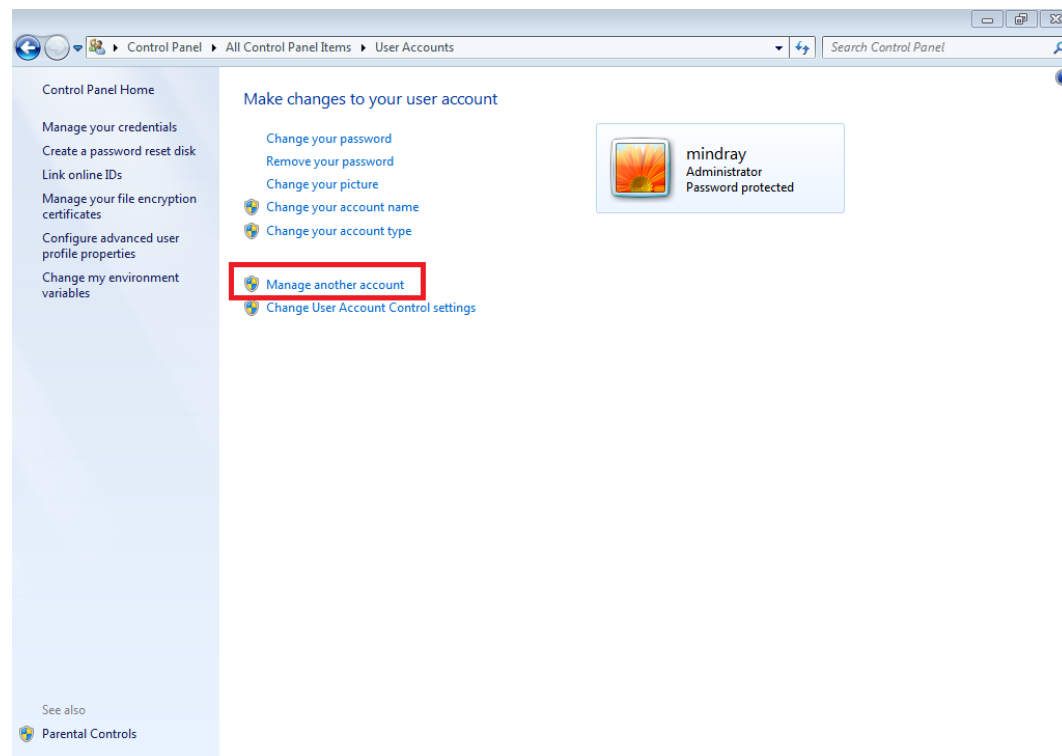 Control Panel All Control Panel Items User Accounts
Search Control Panel
Control Panel Home
Manage your credentials
Create a password reset disk
Link online IDs
Manage your file encryption
certificates
Configure advanced user
profile properties
Change my environment
variables
See also
Parental Controls
Make changes to your user account
Change your password
Remove your password
Change your picture
Change your account name
Change your account type
Manage another account
Change User Account Control settings
mindray
Administrator
Password protected